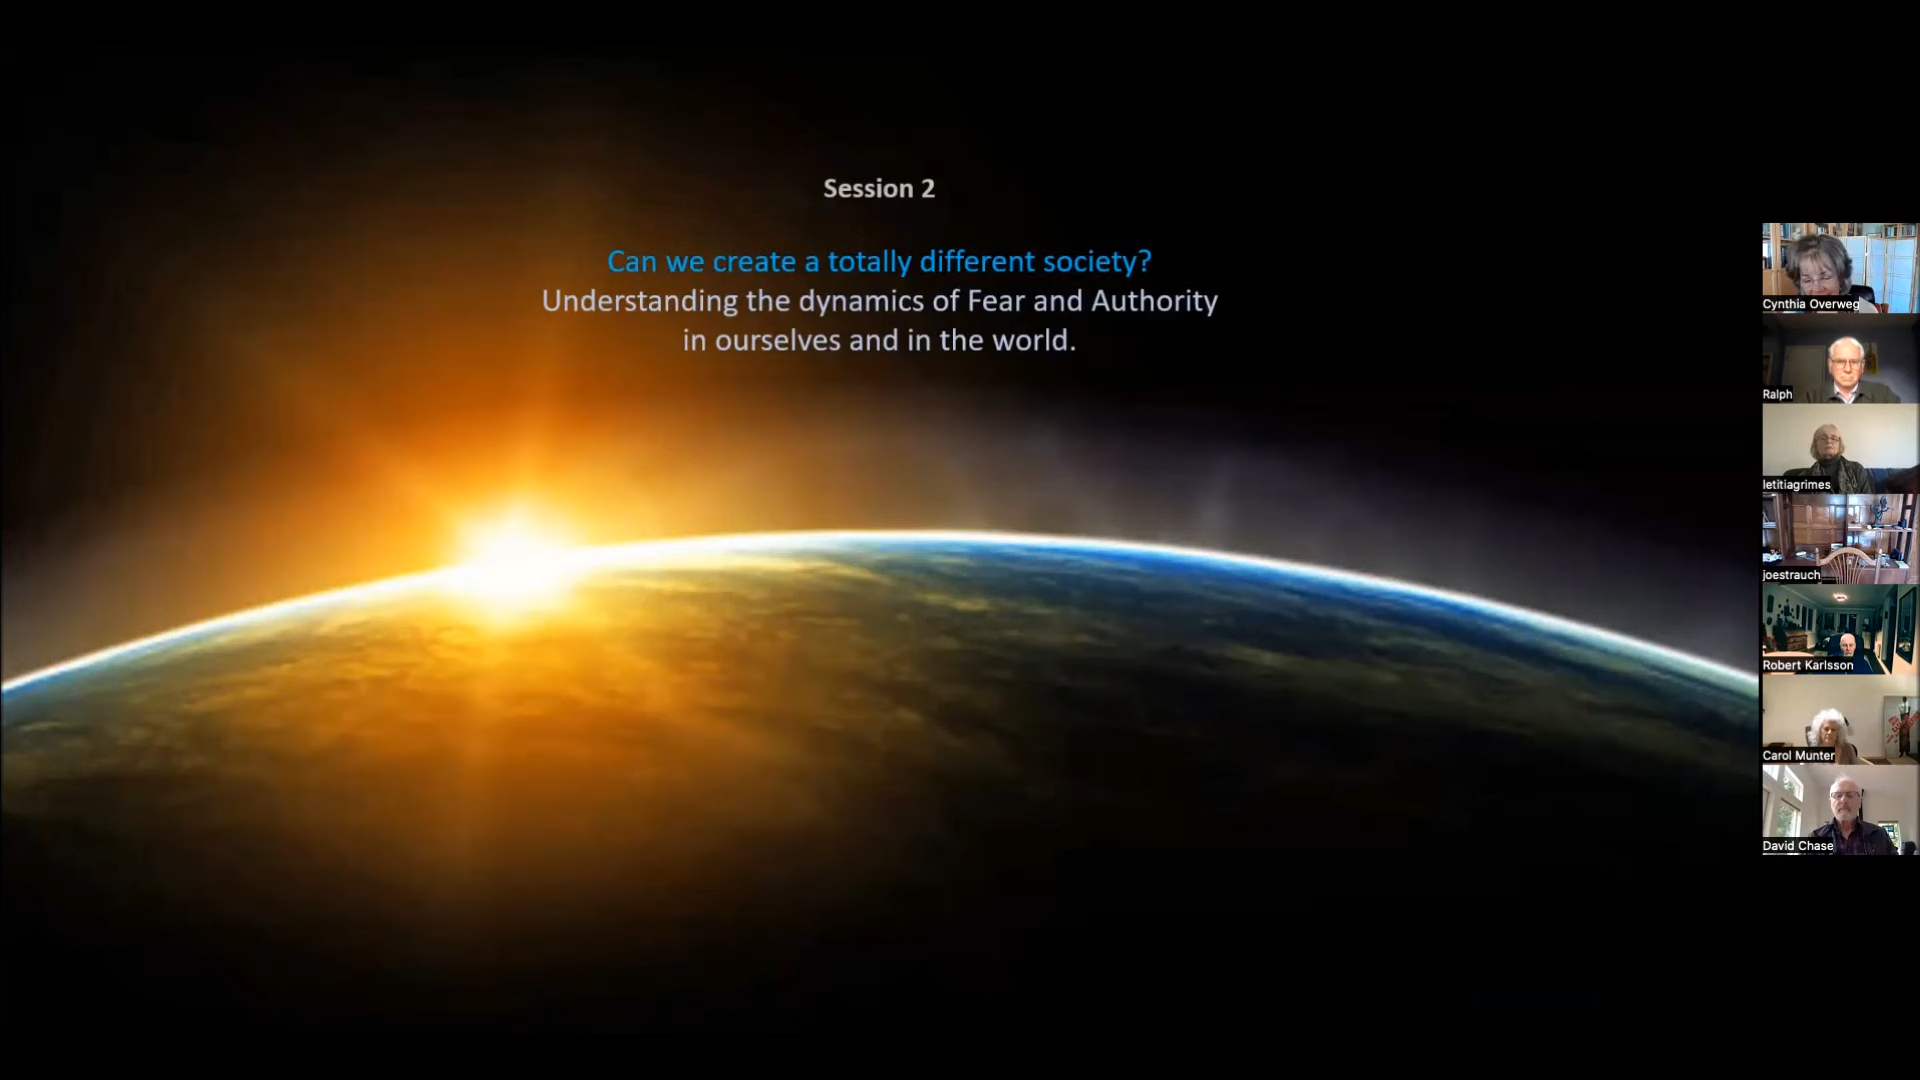 Session 2
Can we create a totally different society?
Understanding the dynamics of Fear and Authority
in ourselves and in the world.
Cynthia Overweg
Ralph
letitiagrimes
joestrauch
Robert Karlsson
Carol Munter
David Chase